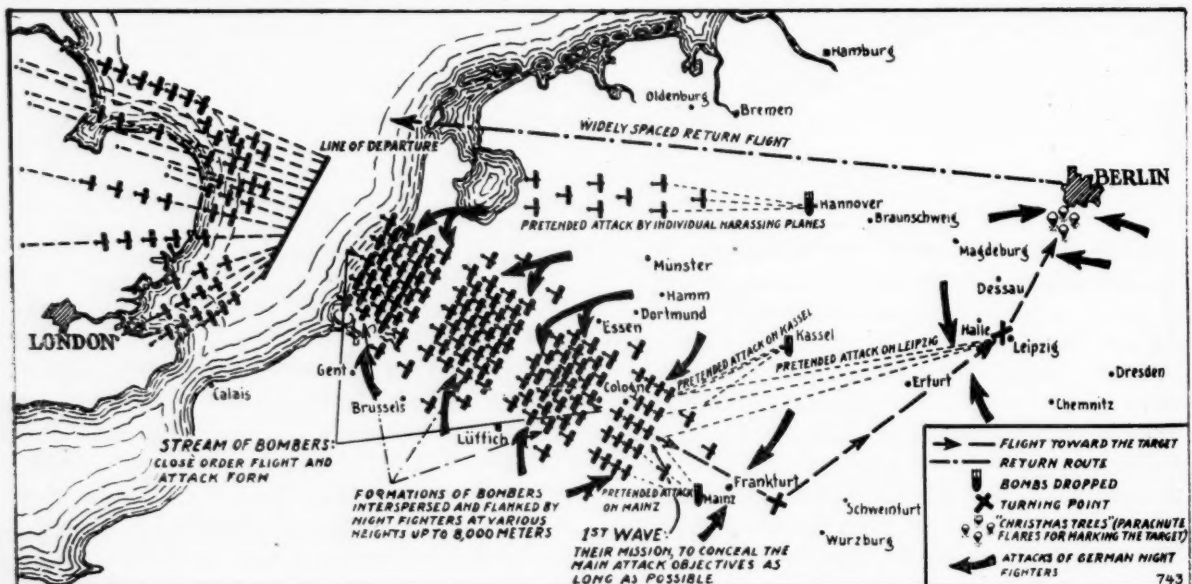 Hamburg
Oldenburg
Bremen
WIDELY SPACED RETURN FLIGHT
LINE OF DEPARTURE
BERLIN
Hannover
Braunschweig
PRETENDED ATTACK BY INDIVIDUAL HARASSING PLANES
Magdeburg
Münster
Dessau
Hamm
Dortmund
Essen
LONDON
Kassel
PRETENDED ATTACK ON KASSEL
PRETENDED ATTACK ON LEIPZIG
Halle
Leipzig
Gent
Calais
Brussels
Cologne
Erfurt
Dresden
Chemnitz
Lüffich
STREAM OF BOMBERS:
CLOSE ORDER FLIGHT AND
ATTACK FORM
FORMATIONS OF BOMBERS
INTERSPERSED AND FLANKED BY
NIGHT FIGHTERS AT VARIOUS
HEIGHTS UP TO 8,000 METERS
PRETENDED ATTACK
ON MAINZ
Mainz
Frankfurt
Schweinfurt
Wurzburg
1ST WAVE:
THEIR MISSION, TO CONCEAL THE
MAIN ATTACK OBJECTIVES AS
LONG AS POSSIBLE
FLIGHT TOWARD THE TARGET
RETURN ROUTE
BOMBS DROPPED
TURNING POINT
"CHRISTMAS TREES" (PARACHUTE
FLARES FOR MARKING THE TARGET)
ATTACKS OF GERMAN NIGHT
FIGHTERS
743